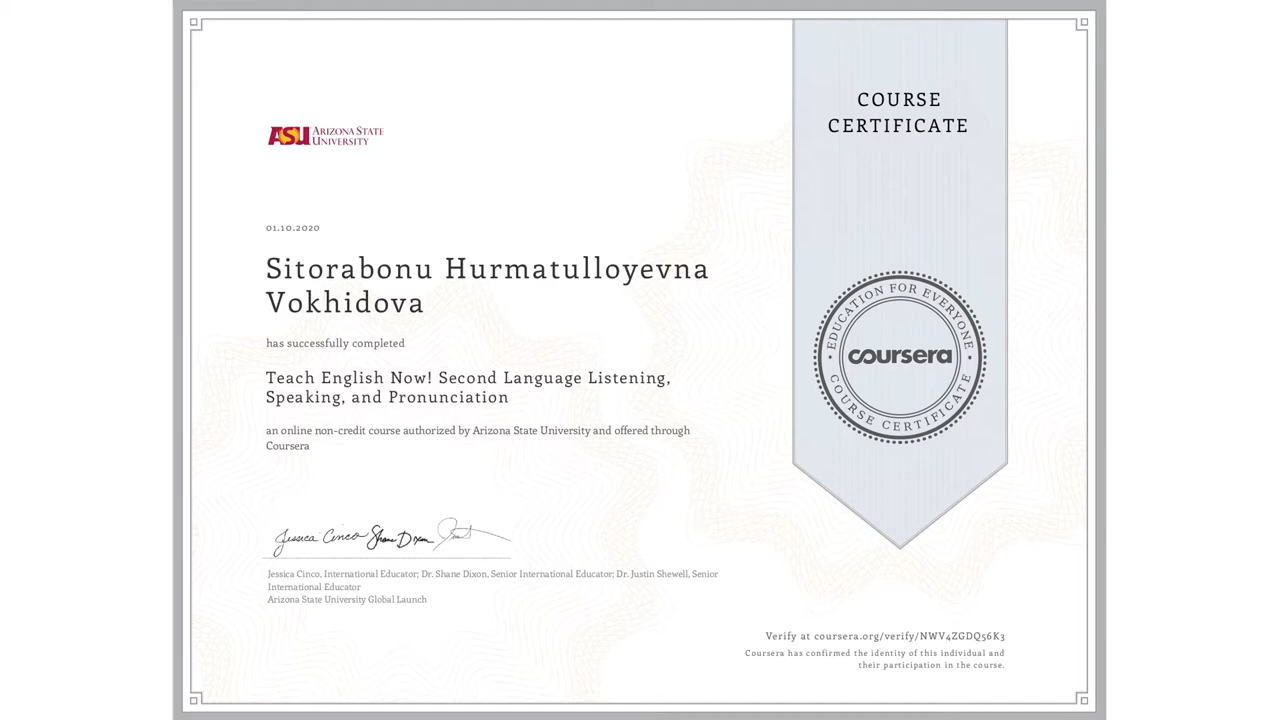 COURSE
CERTIFICATE
ASU ARIZONA STATE
UNIVERSITY
01.10.2020
Sitorabonu Hurmatulloyevna
Vokhidova
has successfully completed
Teach English Now! Second Language Listening,
Speaking, and Pronunciation
an online non-credit course authorized by Arizona State University and offered through
Coursera
EDUCATION FOR EVERYONE
coursera
COURSE CERTIFICATE
Jessica Cinco Shane Dixon
Jessica Cinco, International Educator; Dr. Shane Dixon, Senior International Educator; Dr. Justin Shewell, Senior
International Educator
Arizona State University Global Launch
Verify at coursera.org/verify/NWV4ZGDQ56K3
Coursera has confirmed the identity of this individual and
their participation in the course.